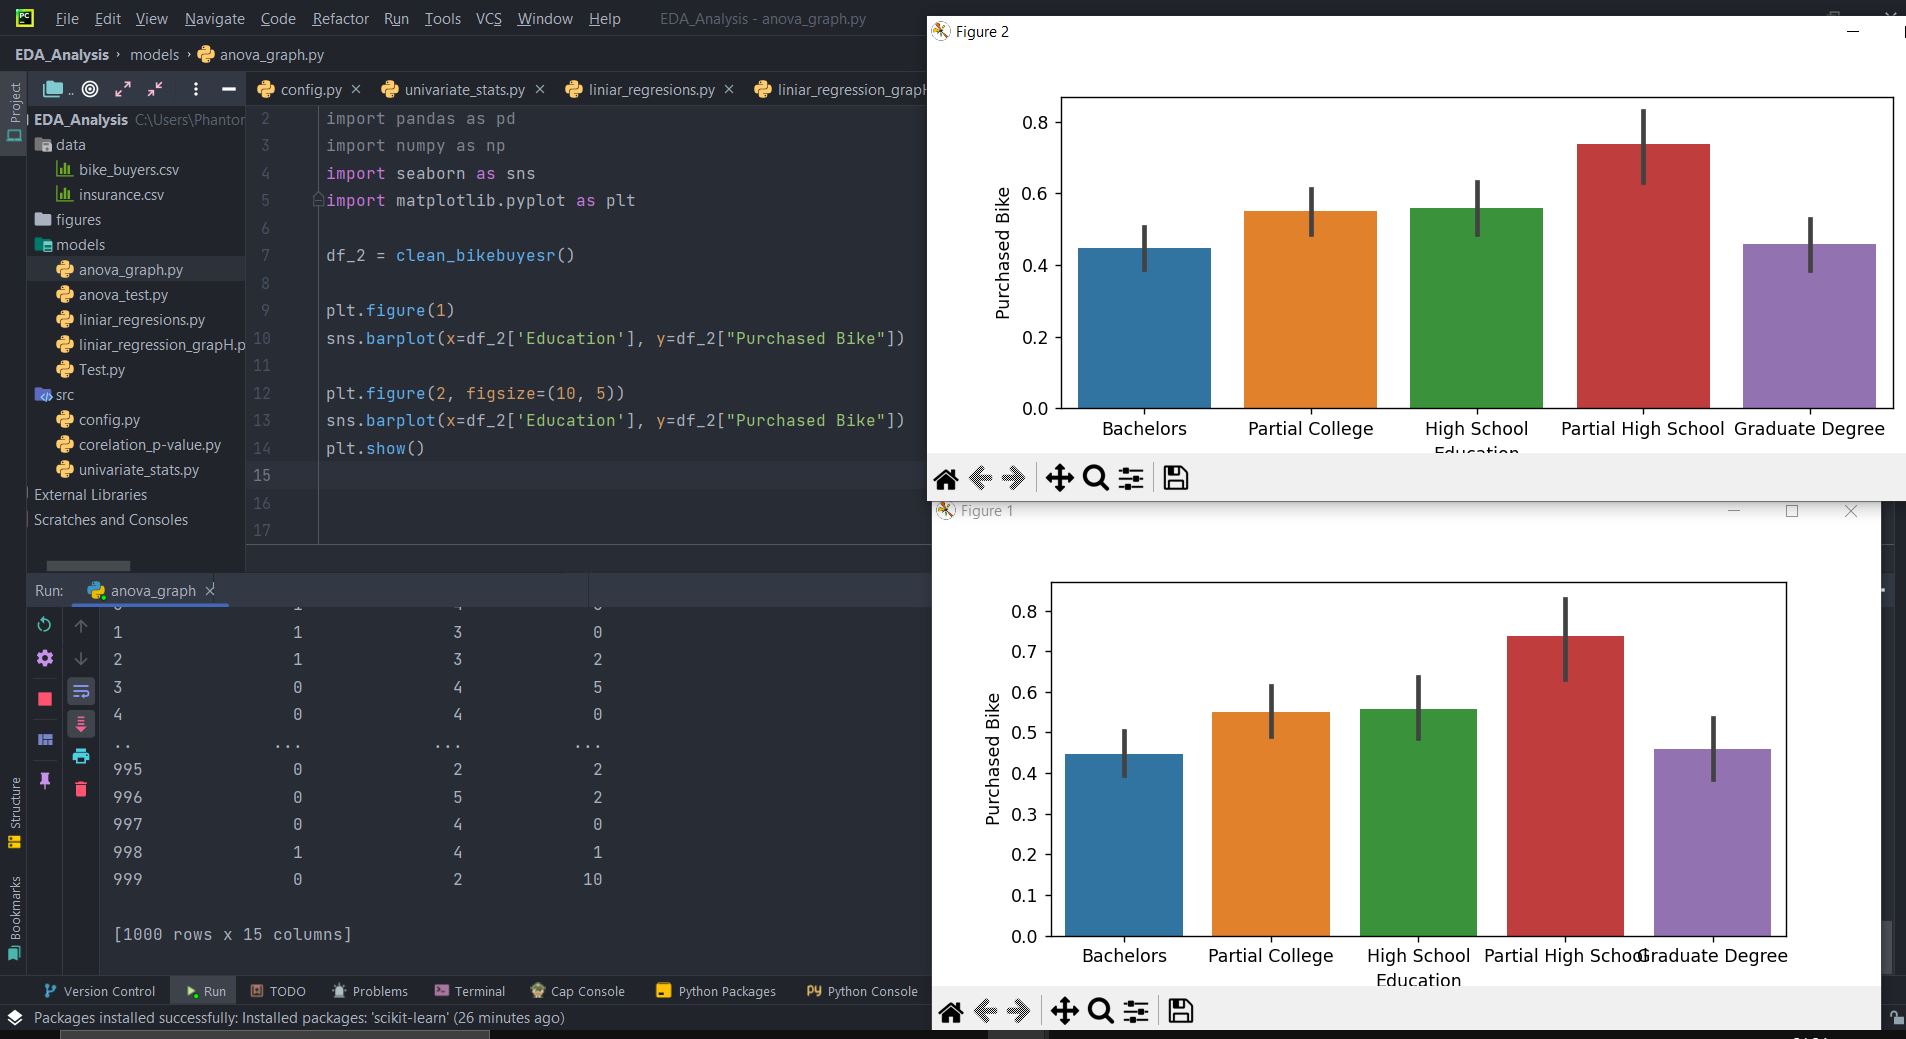 PC File Edit View Navigate Code Refactor Run Tools VCS Window Help EDA_Analysis - anova_graph.py
EDA_Analysis › models › anova_graph.py
Project
..
config.py univariate_stats.py liniar_regresions.py liniar_regression_grap
EDA_Analysis C:\Users\Phantor
data
bike_buyers.csv
insurance.csv
figures
models
anova_graph.py
anova_test.py
liniar_regresions.py
liniar_regression_grapH.p
Test.py
src
config.py
corelation_p-value.py
univariate_stats.py
External Libraries
Scratches and Consoles
2 import pandas as pd
3 import numpy as np
4 import seaborn as sns
5 import matplotlib.pyplot as plt
6
7 df_2 = clean_bikebuyesr()
8
9 plt.figure(1)
10 sns.barplot(x=df_2['Education'], y=df_2["Purchased Bike"])
11
12 plt.figure(2, figsize=(10, 5))
13 sns.barplot(x=df_2['Education'], y=df_2["Purchased Bike"])
14 plt.show()
15
16
17
Run: anova_graph
1 1 3 0
2 1 3 2
3 0 4 5
4 0 4 0
.. ... ... ...
995 0 2 2
996 0 5 2
997 0 4 0
998 1 4 1
999 0 2 10
[1000 rows x 15 columns]
Structure
Bookmarks
Version Control Run TODO Problems Terminal Cap Console Python Packages Python Console
Packages installed successfully: Installed packages: 'scikit-learn' (26 minutes ago)
Figure 2
Purchased Bike
0.8
0.6
0.4
0.2
0.0
Bachelors Partial College High School Partial High School Graduate Degree
Education
Figure 1
Purchased Bike
0.8
0.7
0.6
0.5
0.4
0.3
0.2
0.1
0.0
Bachelors Partial College High School Partial High School Graduate Degree
Education